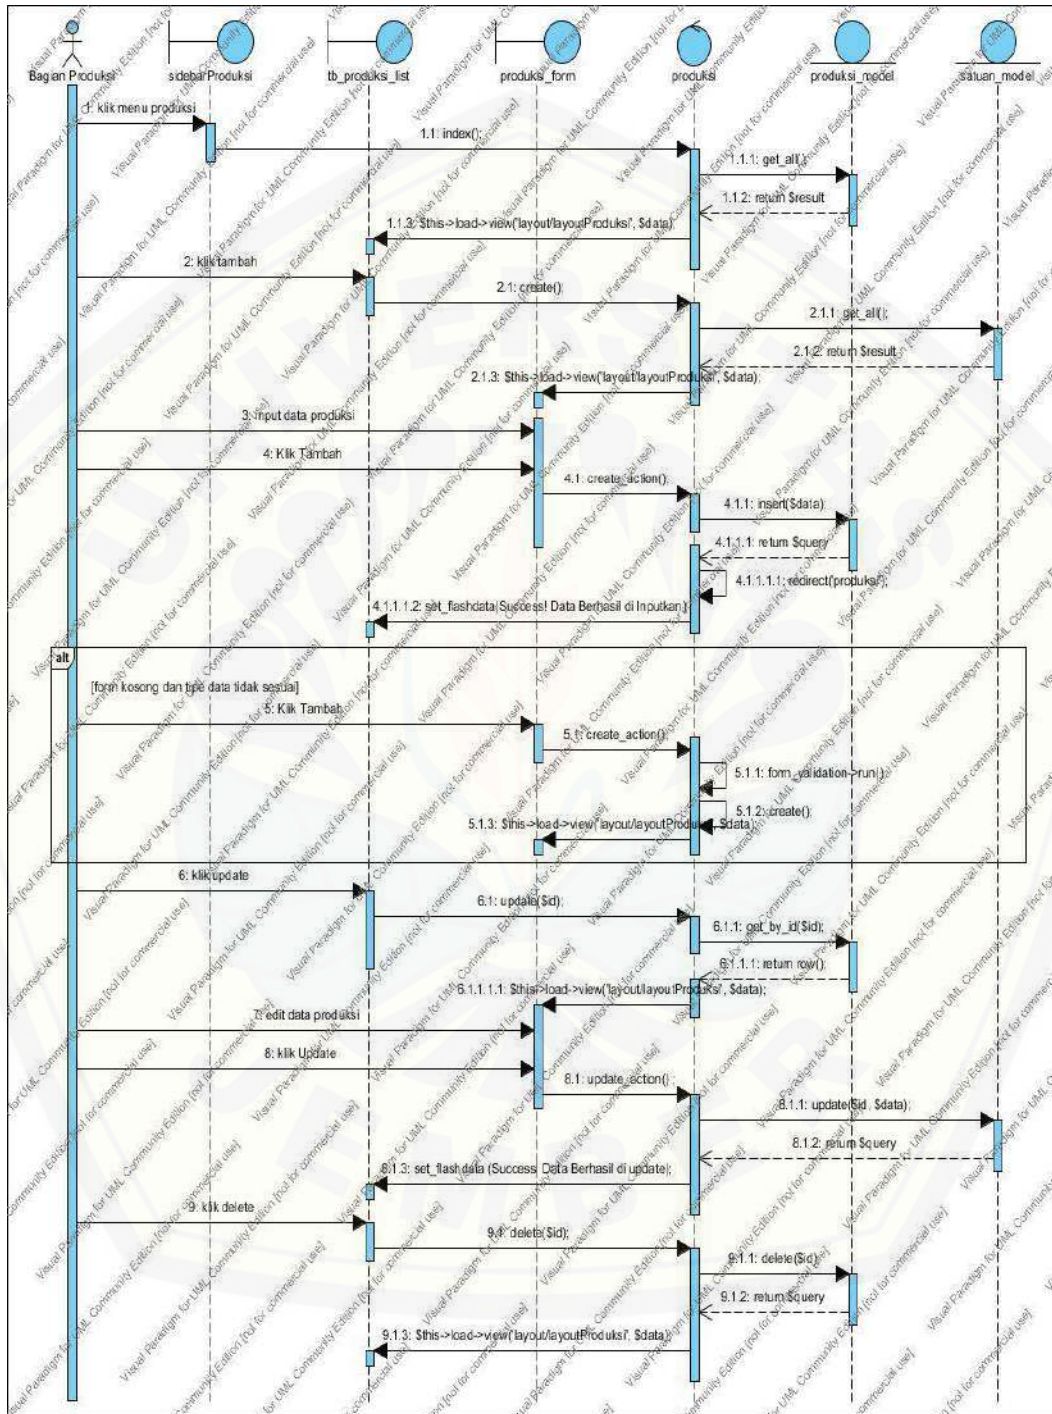 Bagian Produksi
sidebarProduksi
tb_produksi_list
produksi_form
produksi
produksi_model
satuan_model
1: klik menu produksi
1.1: index();
1.1.1: get_all();
1.1.2: return $result
1.1.3: $this->load->view('layout/layoutProduksi', $data);
2: klik tambah
2.1: create();
2.1.1: get_all();
2.1.2: return $result
2.1.3: $this->load->view('layout/layoutProduksi', $data);
3: input data produksi
4: Klik Tambah
4.1: create_action();
4.1.1: insert($data)
4.1.1.1: return $query
4.1.1.1.1: redirect('produksi');
4.1.1.1.2: set_flashdata(Success! Data Berhasil di Inputkan)
alt
[form kosong dan tipe data tidak sesuai]
5: Klik Tambah
5.1: create_action();
5.1.1: form_validation->run();
5.1.2: create();
5.1.3: $this->load->view('layout/layoutProduksi', $data)
6: klik update
6.1: update($id);
6.1.1: get_by_id($id);
6.1.1.1: return row();
6.1.1.1.1: $this->load->view('layout/layoutProduksi', $data);
7: edit data produksi
8: klik Update
8.1: update_action()
8.1.1: update($id, $data);
8.1.2: return $query
8.1.3: set_flashdata (Success! Data Berhasil di update);
9: klik delete
9.1: delete($id);
9.1.1: delete($id)
9.1.2: return $query
9.1.3: $this->load->view('layout/layoutProduksi', $data)
Visual Paradigm for UML Community Edition [not for commercial use]